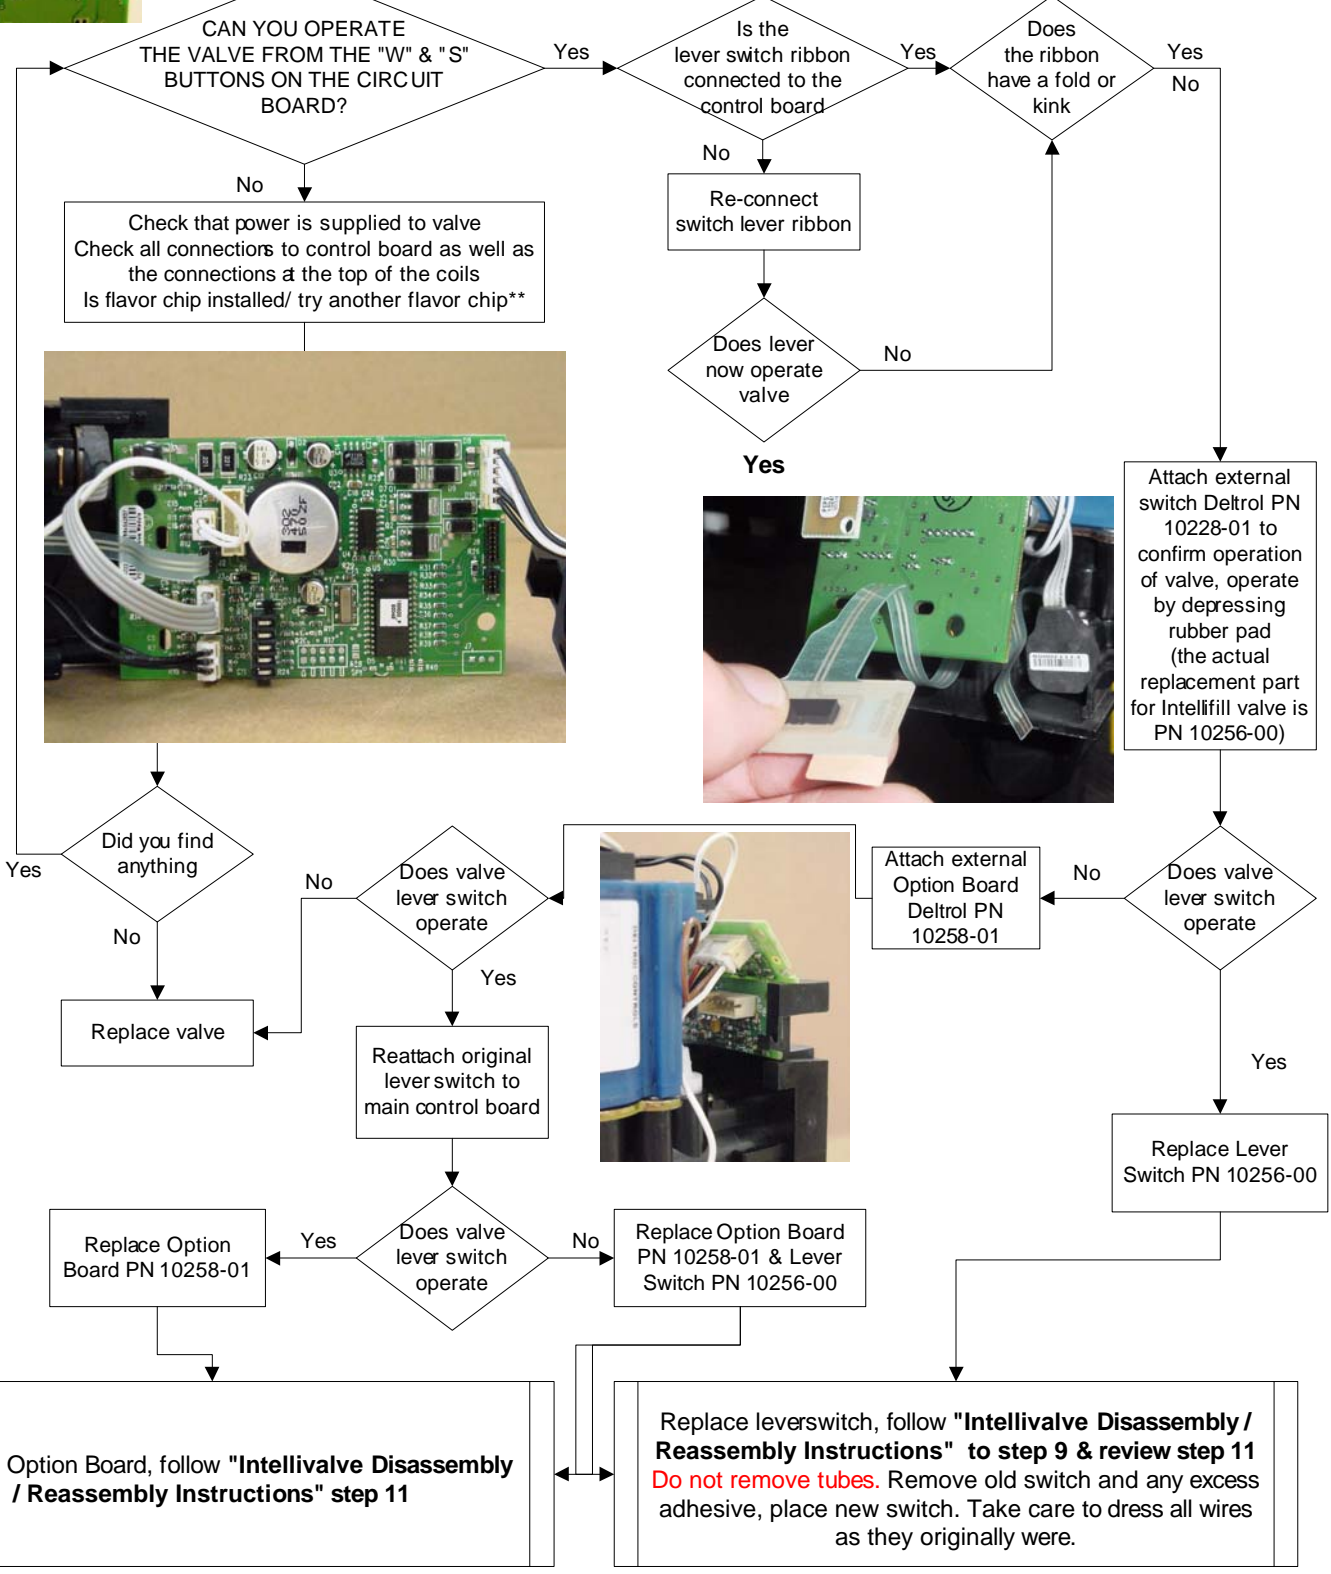 CAN YOU OPERATE
THE VALVE FROM THE "W" & "S"
BUTTONS ON THE CIRCUIT
BOARD?
Yes
Is the
lever switch ribbon
connected to the
control board
Yes
Does
the ribbon
have a fold or
kink
Yes
No
No
Check that power is supplied to valve
Check all connections to control board as well as
the connections at the top of the coils
Is flavor chip installed/ try another flavor chip**
No
Re-connect
switch lever ribbon
Does lever
now operate
valve
No
Yes
Attach external
switch Deltrol PN
10228-01 to
confirm operation
of valve, operate
by depressing
rubber pad
(the actual
replacement part
for Intellifill valve is
PN 10256-00)
302
470
50 ZF
Did you find
anything
Yes
No
Replace valve
Does valve
lever switch
operate
No
Yes
Attach external
Option Board
Deltrol PN
10258-01
No
Does valve
lever switch
operate
Yes
DELTROL CONTROLS
Reattach original
lever switch to
main control board
Replace Lever
Switch PN 10256-00
Replace Option
Board PN 10258-01
Yes
Does valve
lever switch
operate
No
Replace Option Board
PN 10258-01 & Lever
Switch PN 10256-00
Option Board, follow "Intellivalve Disassembly
/ Reassembly Instructions" step 11
Replace leverswitch, follow "Intellivalve Disassembly /
Reassembly Instructions" to step 9 & review step 11
Do not remove tubes. Remove old switch and any excess
adhesive, place new switch. Take care to dress all wires
as they originally were.